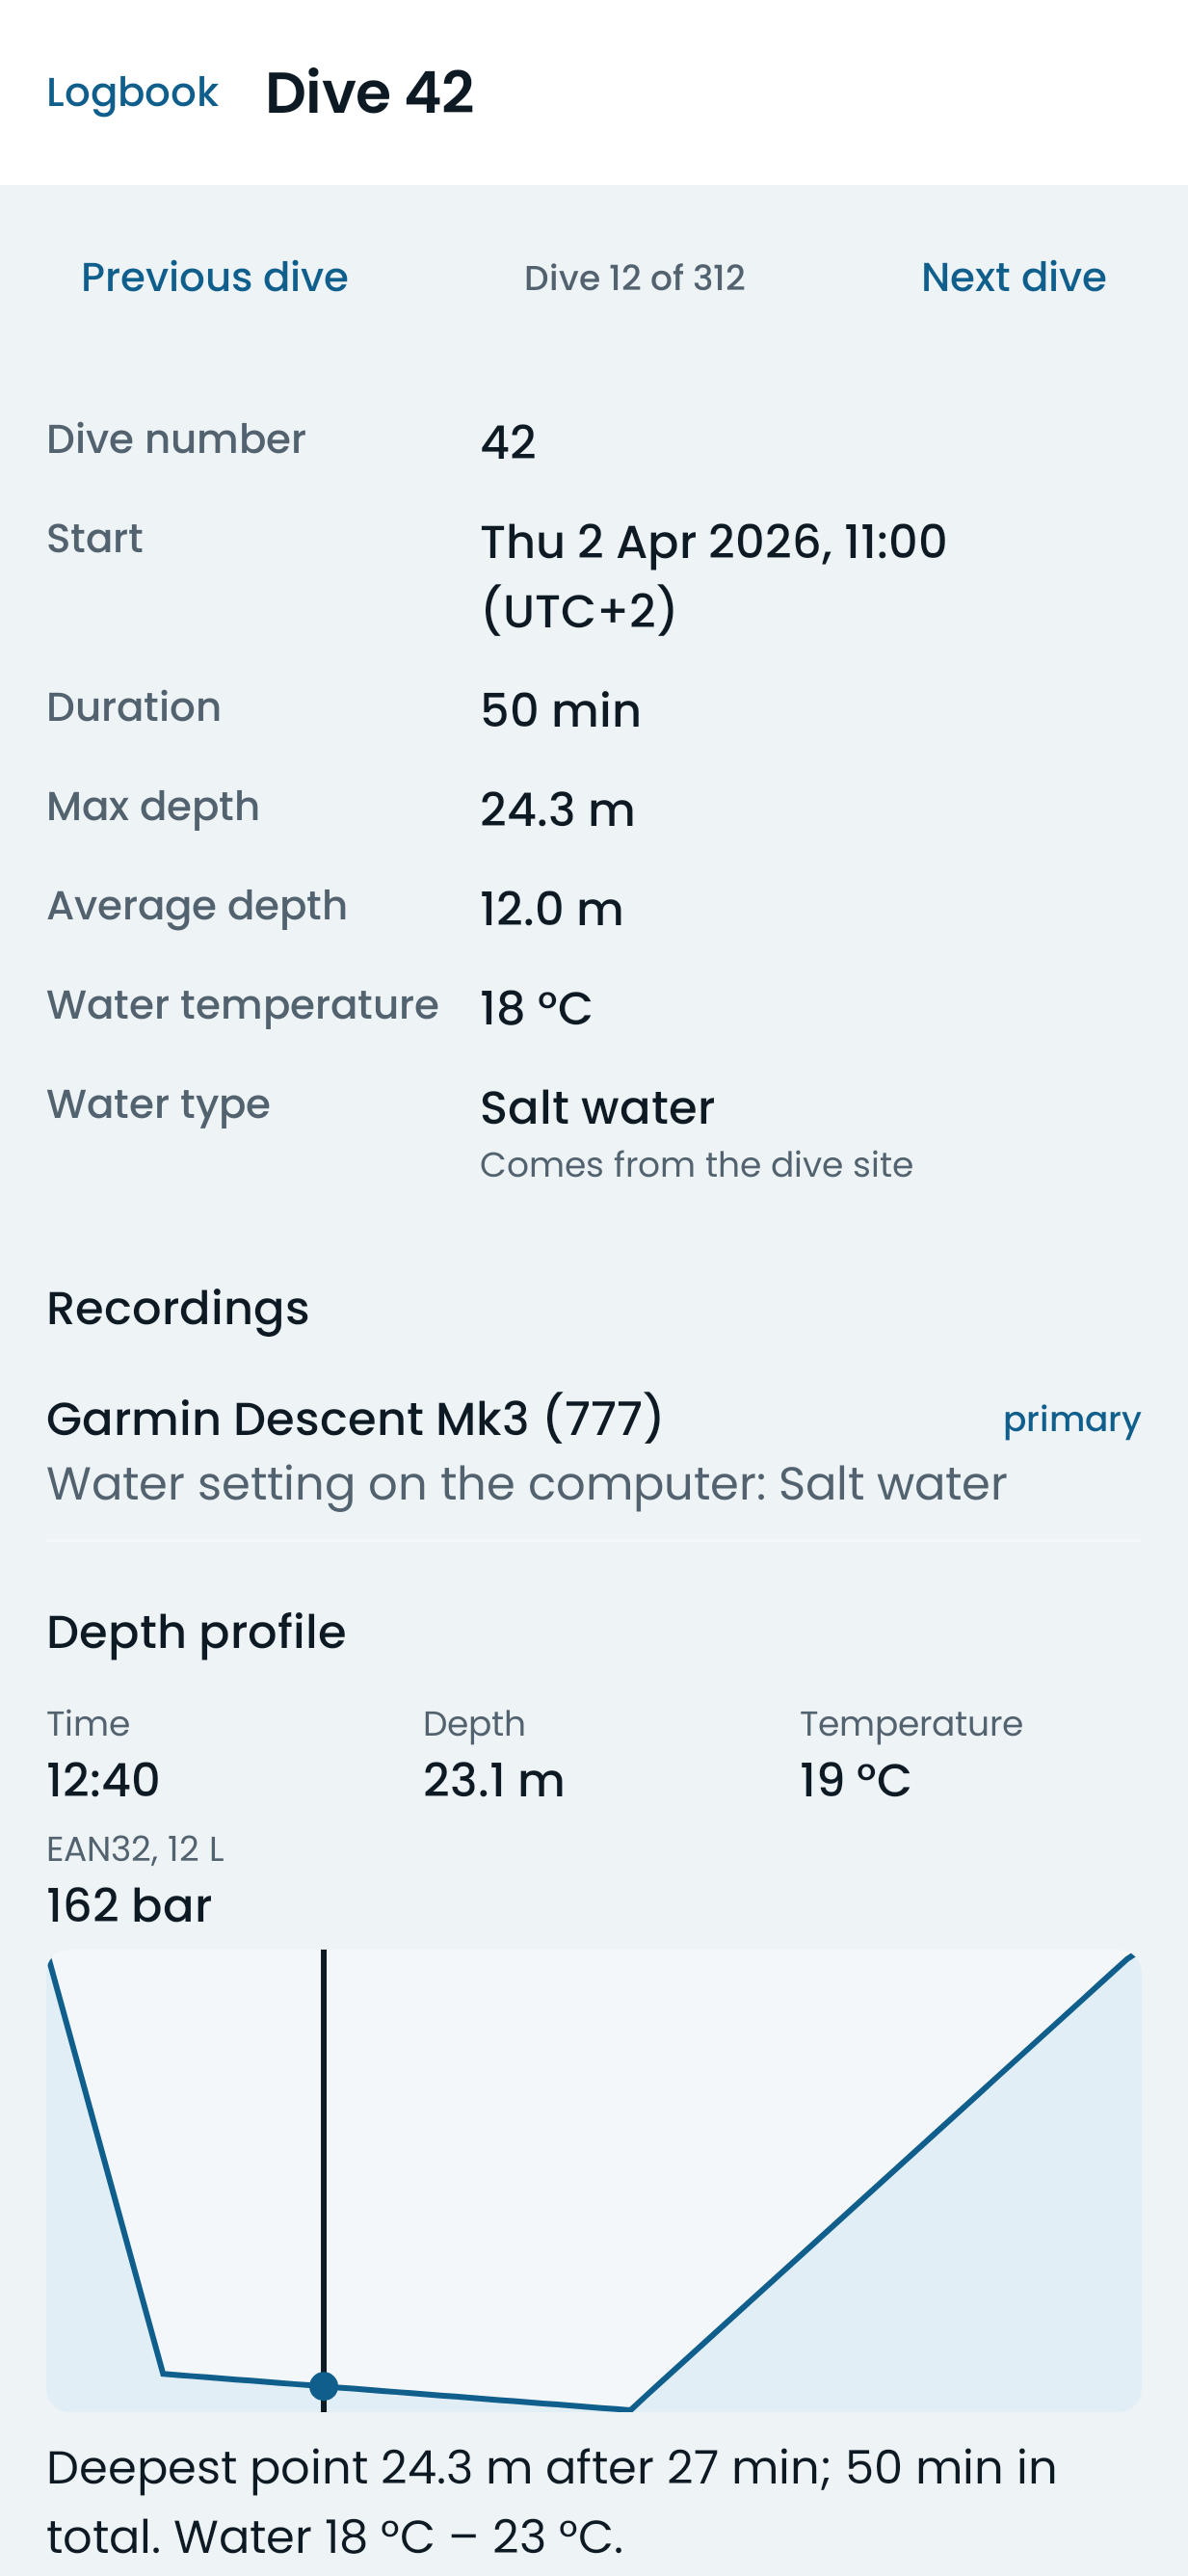 Logbook Dive 42
Previous dive Dive 12 of 312 Next dive
Dive number 42
Start Thu 2 Apr 2026, 11:00
(UTC+2)
Duration 50 min
Max depth 24.3 m
Average depth 12.0 m
Water temperature 18 °C
Water type Salt water
Comes from the dive site
Recordings
Garmin Descent Mk3 (777) primary
Water setting on the computer: Salt water
Depth profile
Time Depth Temperature
12:40 23.1 m 19 °C
EAN32, 12 L
162 bar
Deepest point 24.3 m after 27 min; 50 min in
total. Water 18 °C – 23 °C.